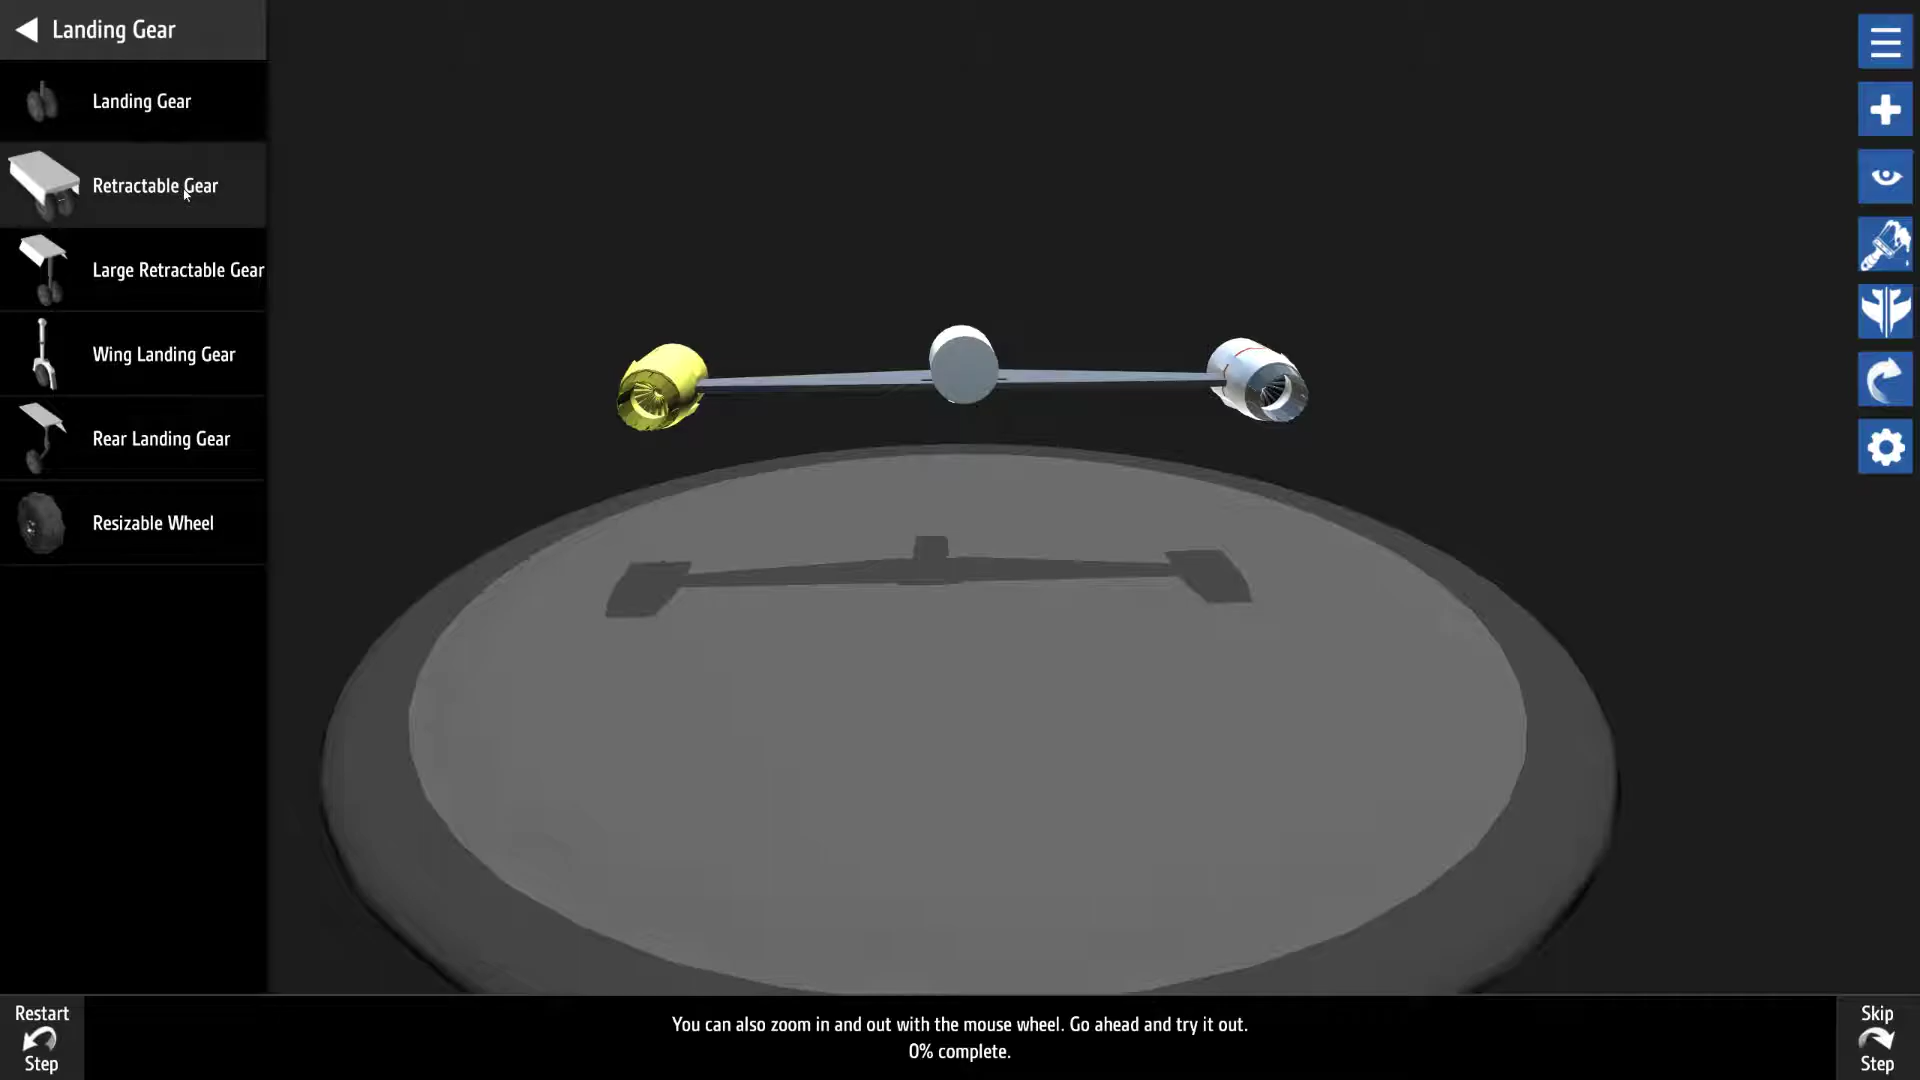 Landing Gear
Landing Gear
Retractable Gear
Large Retractable Gear
Wing Landing Gear
Rear Landing Gear
Resizable Wheel
Restart
Step
You can also zoom in and out with the mouse wheel. Go ahead and try it out.
0% complete.
Skip
Step